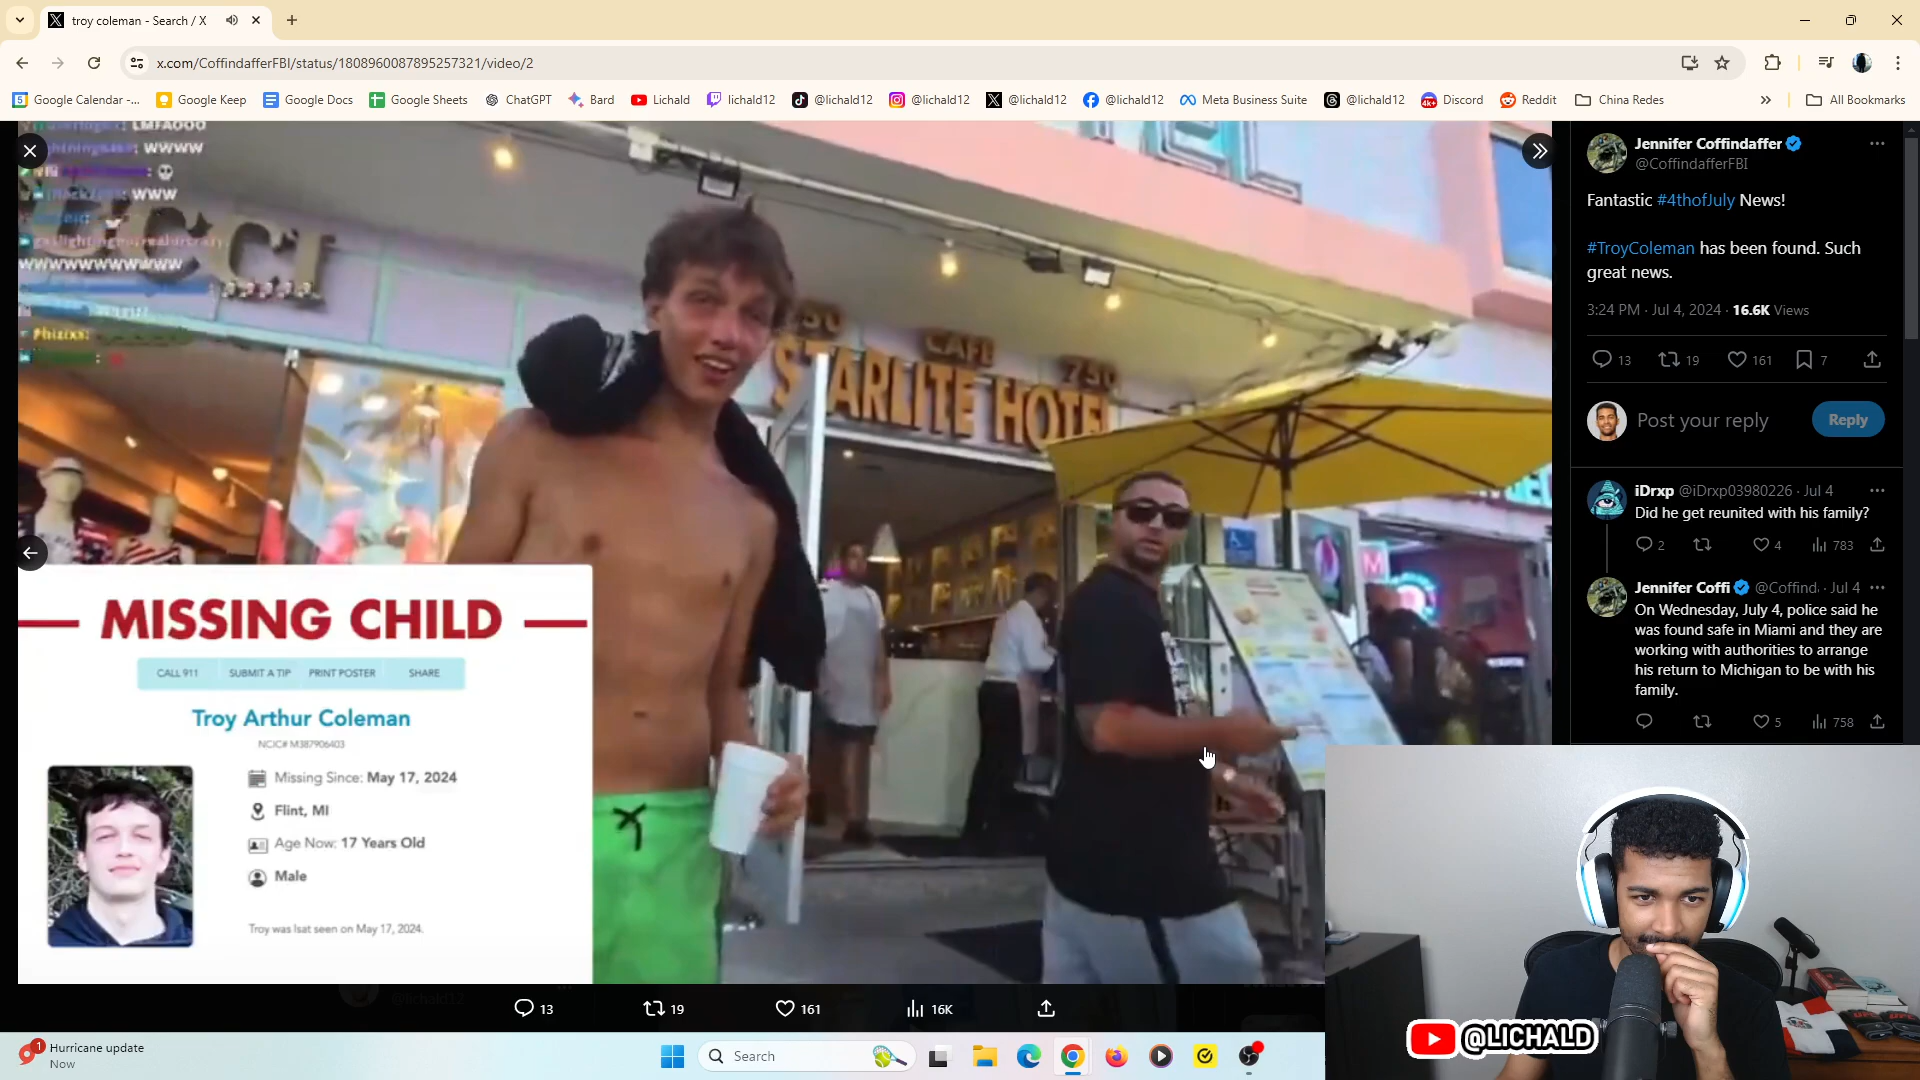 troy coleman - Search / X
x.com/CoffindafferFBI/status/1808960087895257321/video/2
Google Calendar -...
Google Keep
Google Docs
Google Sheets
ChatGPT
Bard
Lichald
lichald12
@lichald12
@lichald12
@lichald12
@lichald12
Meta Business Suite
@lichald12
Discord
Reddit
China Redes
All Bookmarks
LMFAOOO
WWWW
WWW
WWWWWWWWWWWW
Phizixs:
CAFE
750
STARLITE HOTEL
MISSING CHILD
CALL 911
SUBMIT A TIP
PRINT POSTER
SHARE
Troy Arthur Coleman
NCIC# M387906403
Missing Since: May 17, 2024
Flint, MI
Age Now: 17 Years Old
Male
Troy was lsat seen on May 17, 2024.
13
19
161
16K
Jennifer Coffindaffer
@CoffindafferFBI
Fantastic #4thofJuly News!
#TroyColeman has been found. Such
great news.
3:24 PM · Jul 4, 2024 · 16.6K Views
13
19
161
7
Post your reply
Reply
iDrxp @iDrxp03980226 · Jul 4
Did he get reunited with his family?
2
4
783
Jennifer Coffi @Coffind. · Jul 4
On Wednesday, July 4, police said he
was found safe in Miami and they are
working with authorities to arrange
his return to Michigan to be with his
family.
5
758
@LICHALD
1
Hurricane update
Now
Search